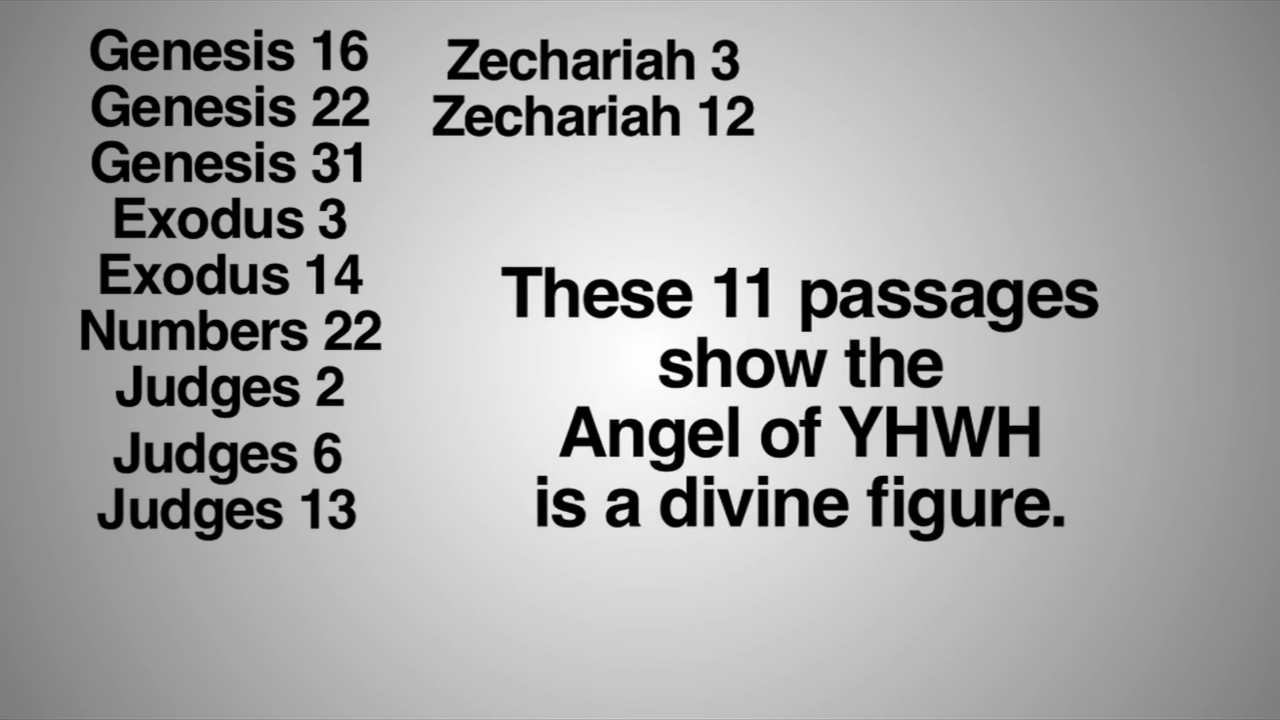 Genesis 16
Genesis 22
Genesis 31
Exodus 3
Exodus 14
Numbers 22
Judges 2
Judges 6
Judges 13
Zechariah 3
Zechariah 12
These 11 passages
show the
Angel of YHWH
is a divine figure.